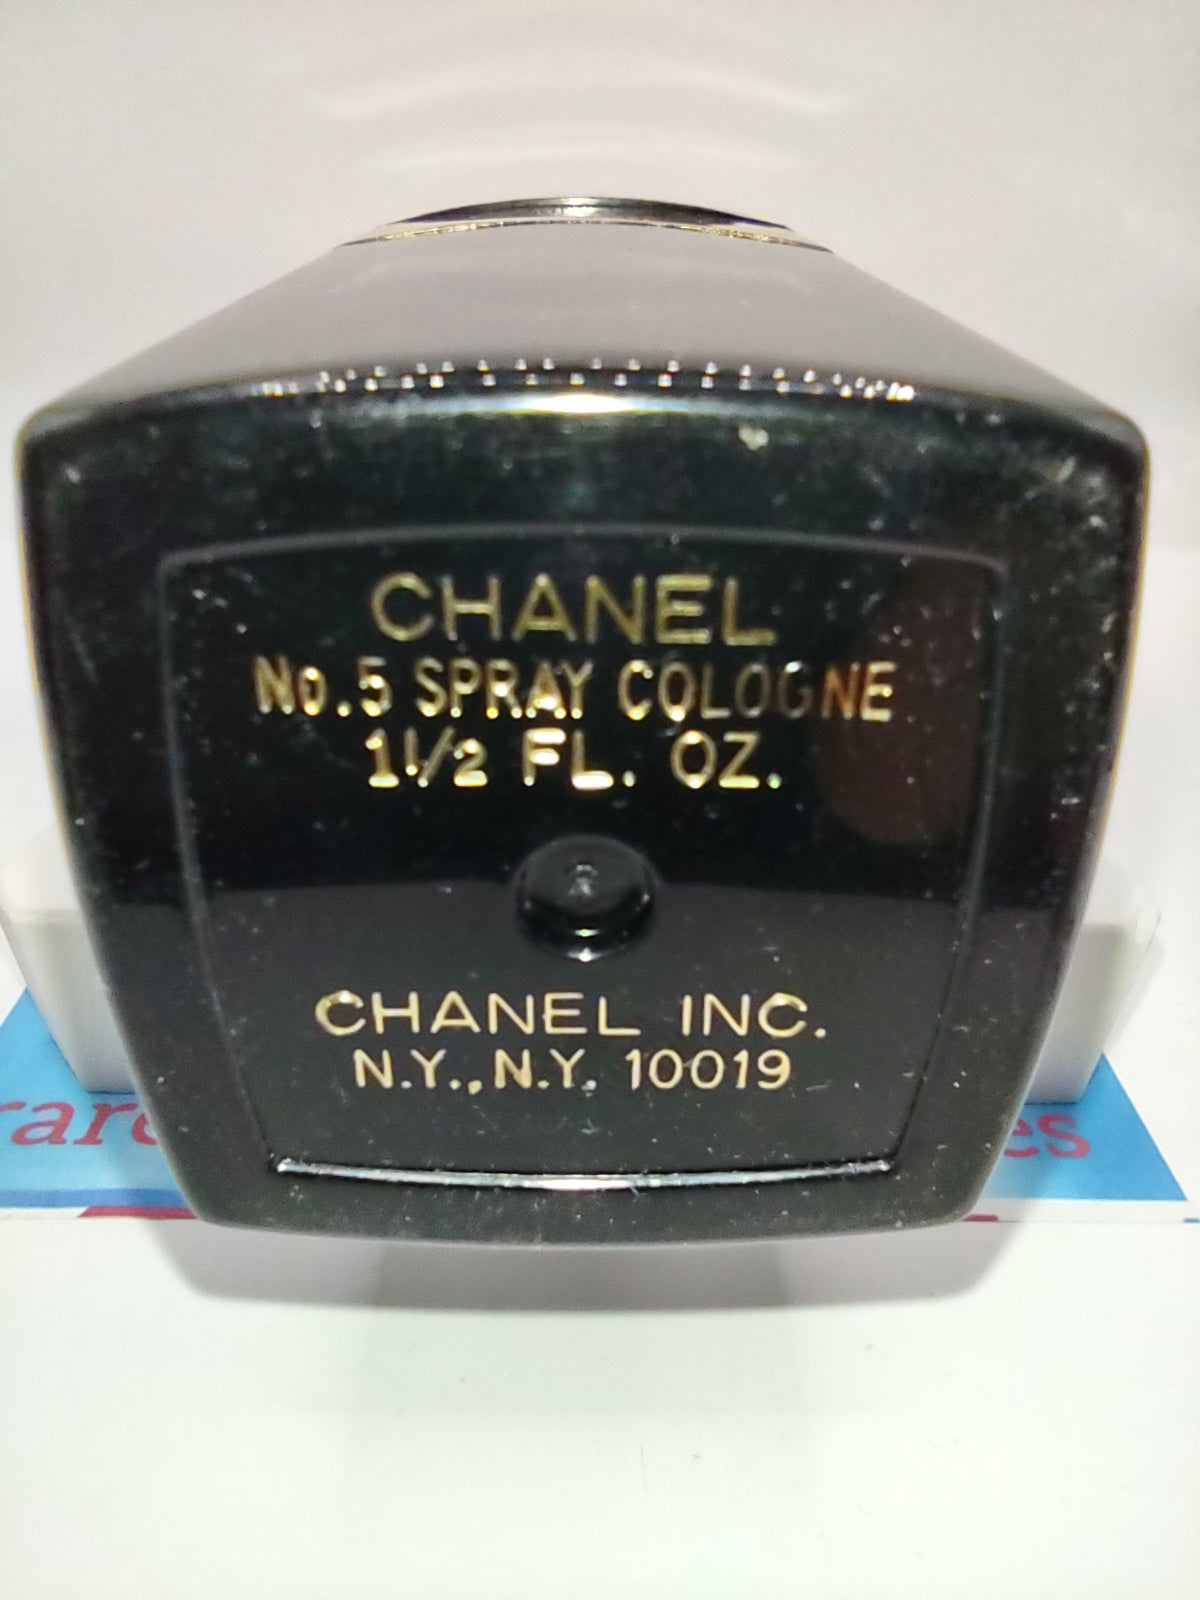 CHANEL
No.5 SPRAY COLOGNE
1 1/2 FL. OZ.
CHANEL INC.
N.Y., N.Y. 10019